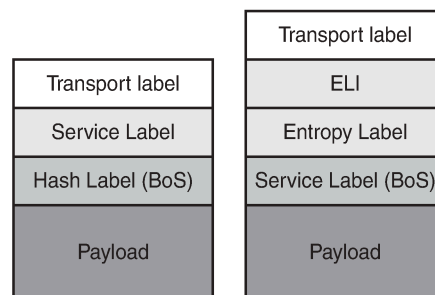 Transport label
Service Label
Hash Label (BoS)
Payload
Transport label
ELI
Entropy Label
Service Label (BoS)
Payload